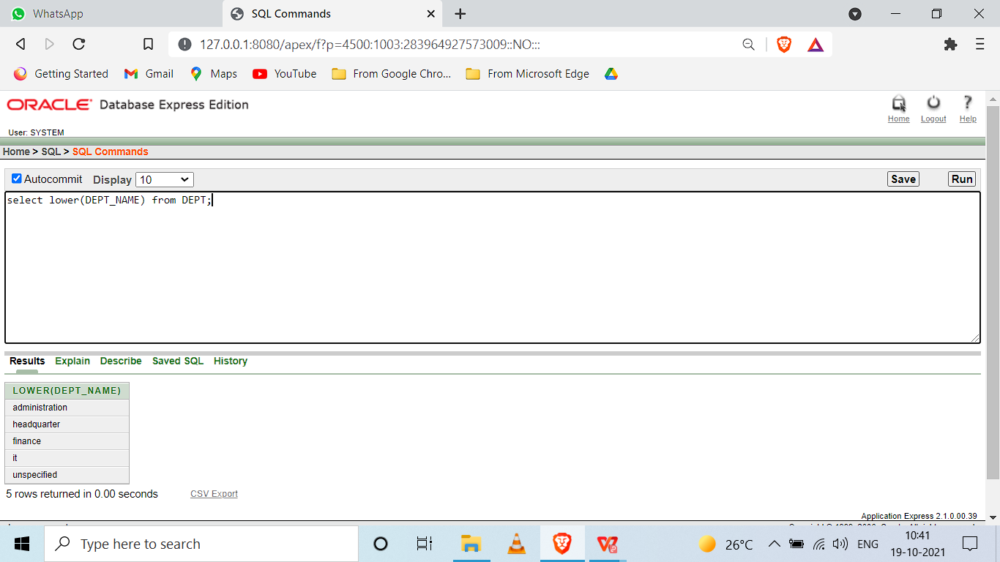 WhatsApp
SQL Commands
127.0.0.1:8080/apex/f?p=4500:1003:283964927573009::NO:::
Getting Started
Gmail
Maps
YouTube
From Google Chro...
From Microsoft Edge
ORACLE Database Express Edition
Home
Logout
Help
User: SYSTEM
Home > SQL > SQL Commands
Autocommit Display 10
Save
Run
select lower(DEPT_NAME) from DEPT;
Results Explain Describe Saved SQL History
LOWER(DEPT_NAME)
administration
headquarter
finance
it
unspecified
5 rows returned in 0.00 seconds
CSV Export
Application Express 2.1.0.00.39
Type here to search
26°C
ENG
10:41
19-10-2021